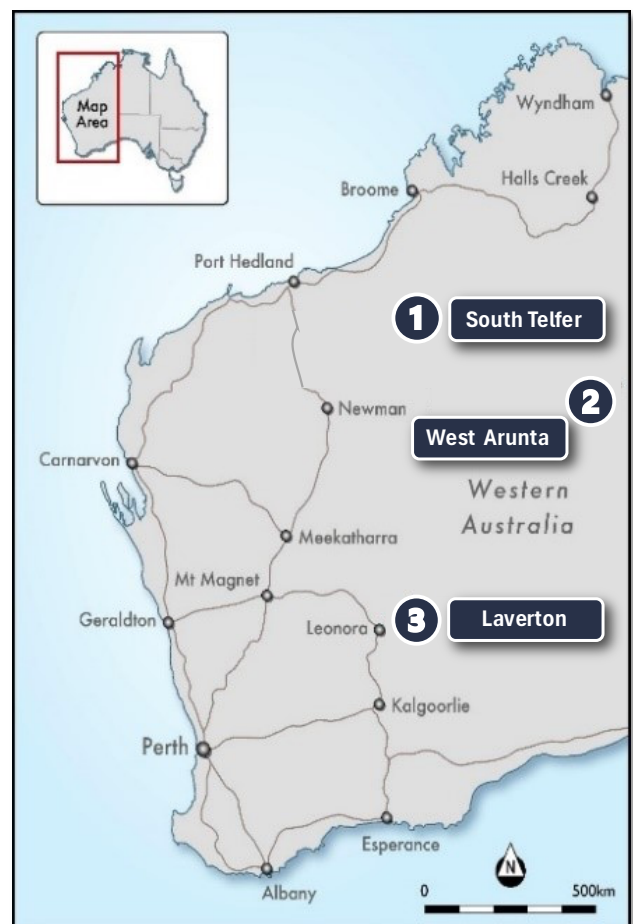 Map
Area
Wyndham
Halls Creek
Broome
Port Hedland
1
South Telfer
2
Newman
West Arunta
Carnarvon
Western
Australia
Meekatharra
Mt Magnet
Geraldton
Leonora
3
Laverton
Kalgoorlie
Perth
Esperance
Albany
N
0
500km